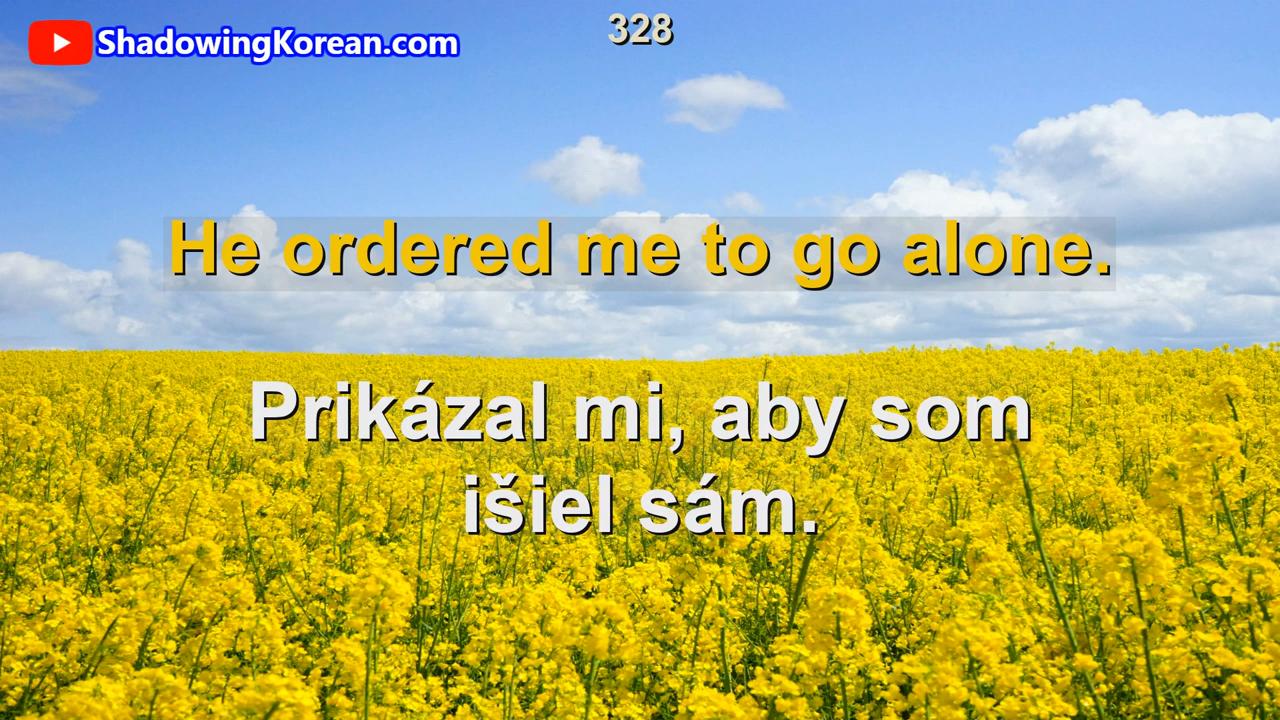 ShadowingKorean.com
328
He ordered me to go alone.
Prikázal mi, aby som
išiel sám.